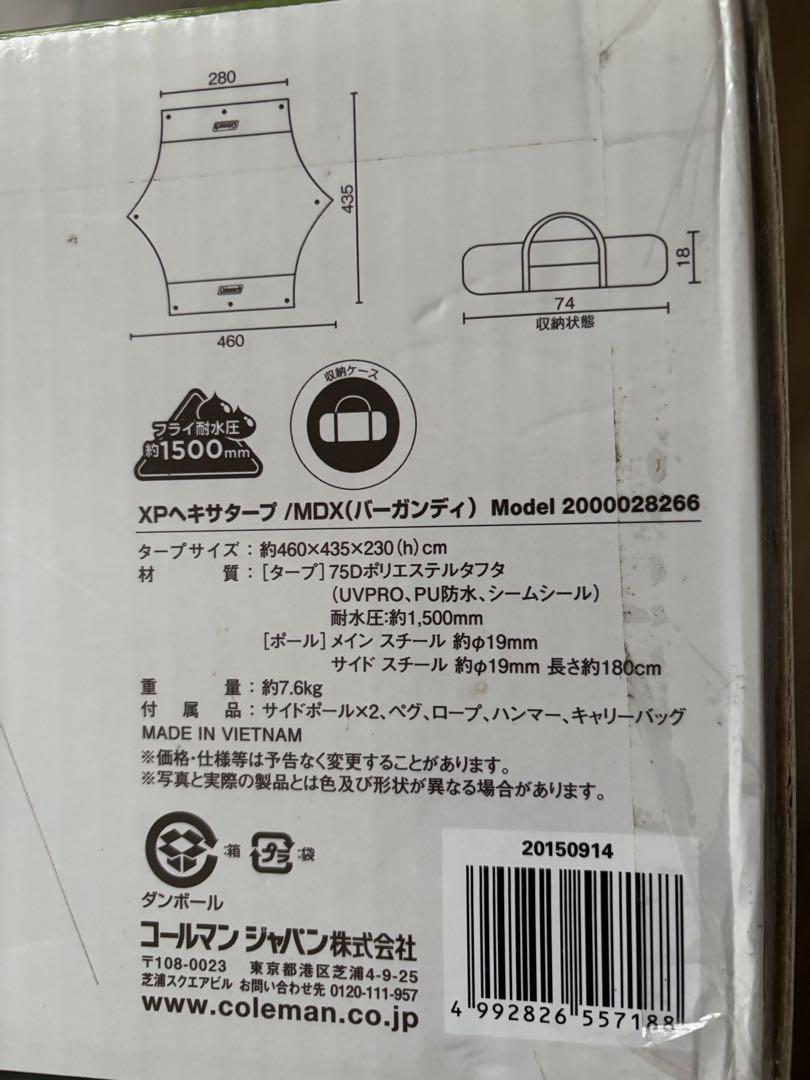 280
Coleman
435
Coleman
460
18
74
収納状態
収納ケース
フライ耐水圧
約1500mm
XPヘキサタープ /MDX(バーガンディ) Model 2000028266
タープサイズ：約460×435×230(h)cm
材 質：[タープ]75Dポリエステルタフタ
(UVPRO、PU防水、シームシール)
耐水圧:約1,500mm
[ポール]メイン スチール 約φ19mm
サイド スチール 約φ19mm 長さ約180cm
重 量：約7.6kg
付 属 品：サイドポール×2、ペグ、ロープ、ハンマー、キャリーバッグ
MADE IN VIETNAM
※価格・仕様等は予告なく変更することがあります。
※写真と実際の製品とは色及び形状が異なる場合があります。
:箱 プラ :袋
ダンボール
コールマン ジャパン株式会社
〒108-0023 東京都港区芝浦4-9-25
芝浦スクエアビル お問い合わせ先 0120-111-957
www.coleman.co.jp
20150914
4 992826 557188